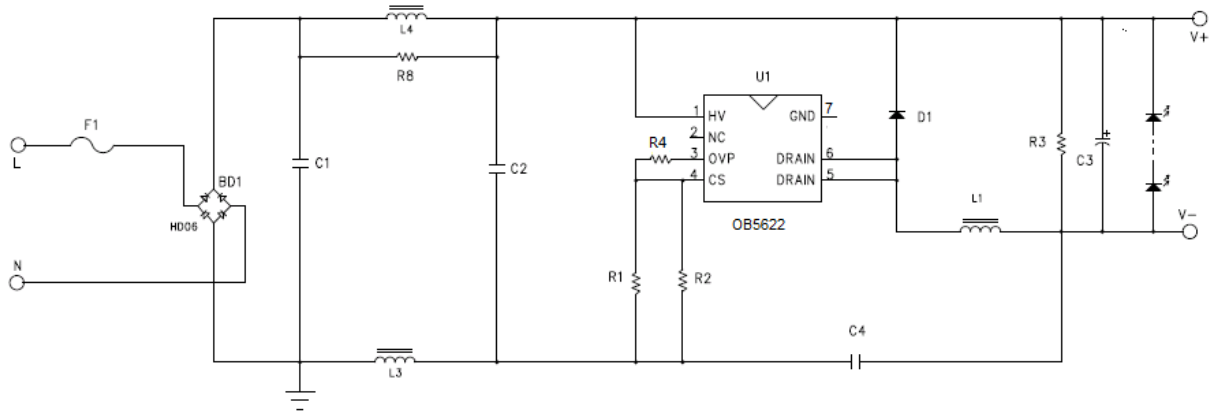 L4
V+
R8
U1
F1
1 HV GND 7
D1
2 NC
R4
R3
3 OVP DRAIN 6
L
C1
C2
C3
4 CS DRAIN 5
BD1
L1
HD06
OB5622
V-
N
R1
R2
C4
L3